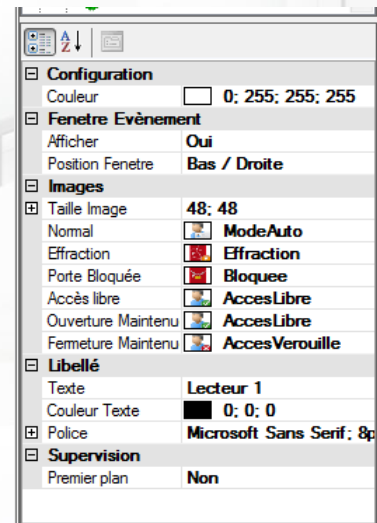 Configuration
Couleur 0; 255; 255; 255
Fenetre Evènement
Afficher Oui
Position Fenetre Bas / Droite
Images
Taille Image 48; 48
Normal ModeAuto
Effraction Effraction
Porte Bloquée Bloquee
Accès libre AccesLibre
Ouverture Maintenu AccesLibre
Fermeture Maintenu AccesVerouille
Libellé
Texte Lecteur 1
Couleur Texte 0; 0; 0
Police Microsoft Sans Serif; 8p
Supervision
Premier plan Non